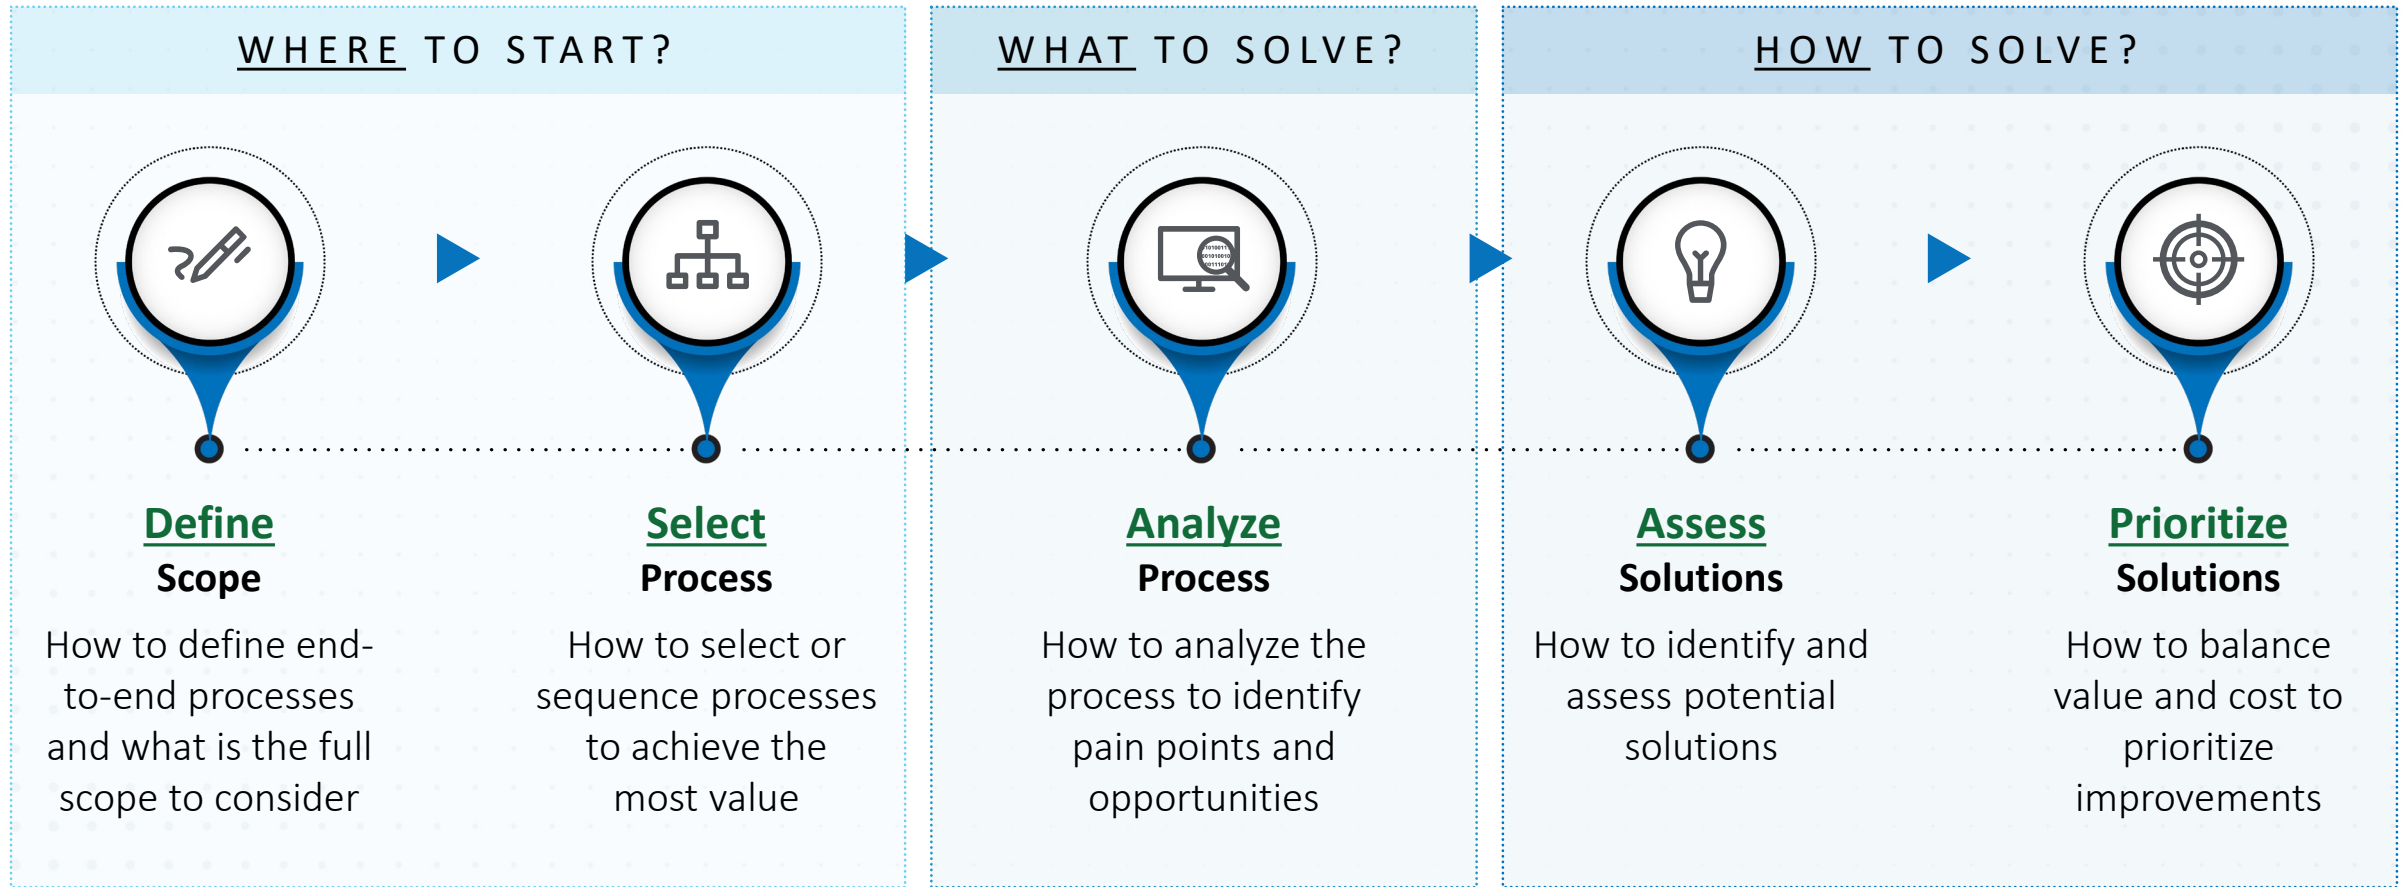 WHERE TO START?
Define
Scope
How to define end-
to-end processes
and what is the full
scope to consider
Select
Process
How to select or
sequence processes
to achieve the
most value
WHAT TO SOLVE?
Analyze
Process
How to analyze the
process to identify
pain points and
opportunities
HOW TO SOLVE?
Assess
Solutions
How to identify and
assess potential
solutions
Prioritize
Solutions
How to balance
value and cost to
prioritize
improvements